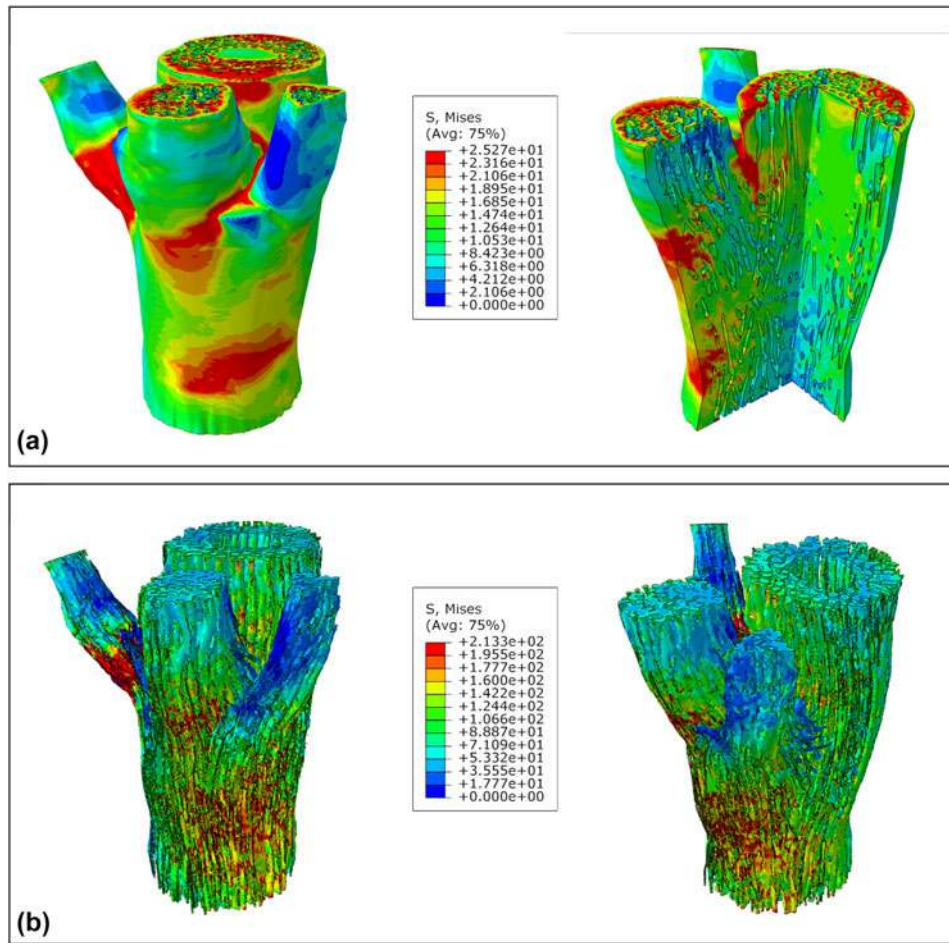 S, Mises
(Avg: 75%)
+2.527e+01
+2.316e+01
+2.106e+01
+1.895e+01
+1.685e+01
+1.474e+01
+1.264e+01
+1.053e+01
+8.423e+00
+6.318e+00
+4.212e+00
+2.106e+00
+0.000e+00
(a)
S, Mises
(Avg: 75%)
+2.133e+02
+1.955e+02
+1.777e+02
+1.600e+02
+1.422e+02
+1.244e+02
+1.066e+02
+8.887e+01
+7.109e+01
+5.332e+01
+3.555e+01
+1.777e+01
+0.000e+00
(b)